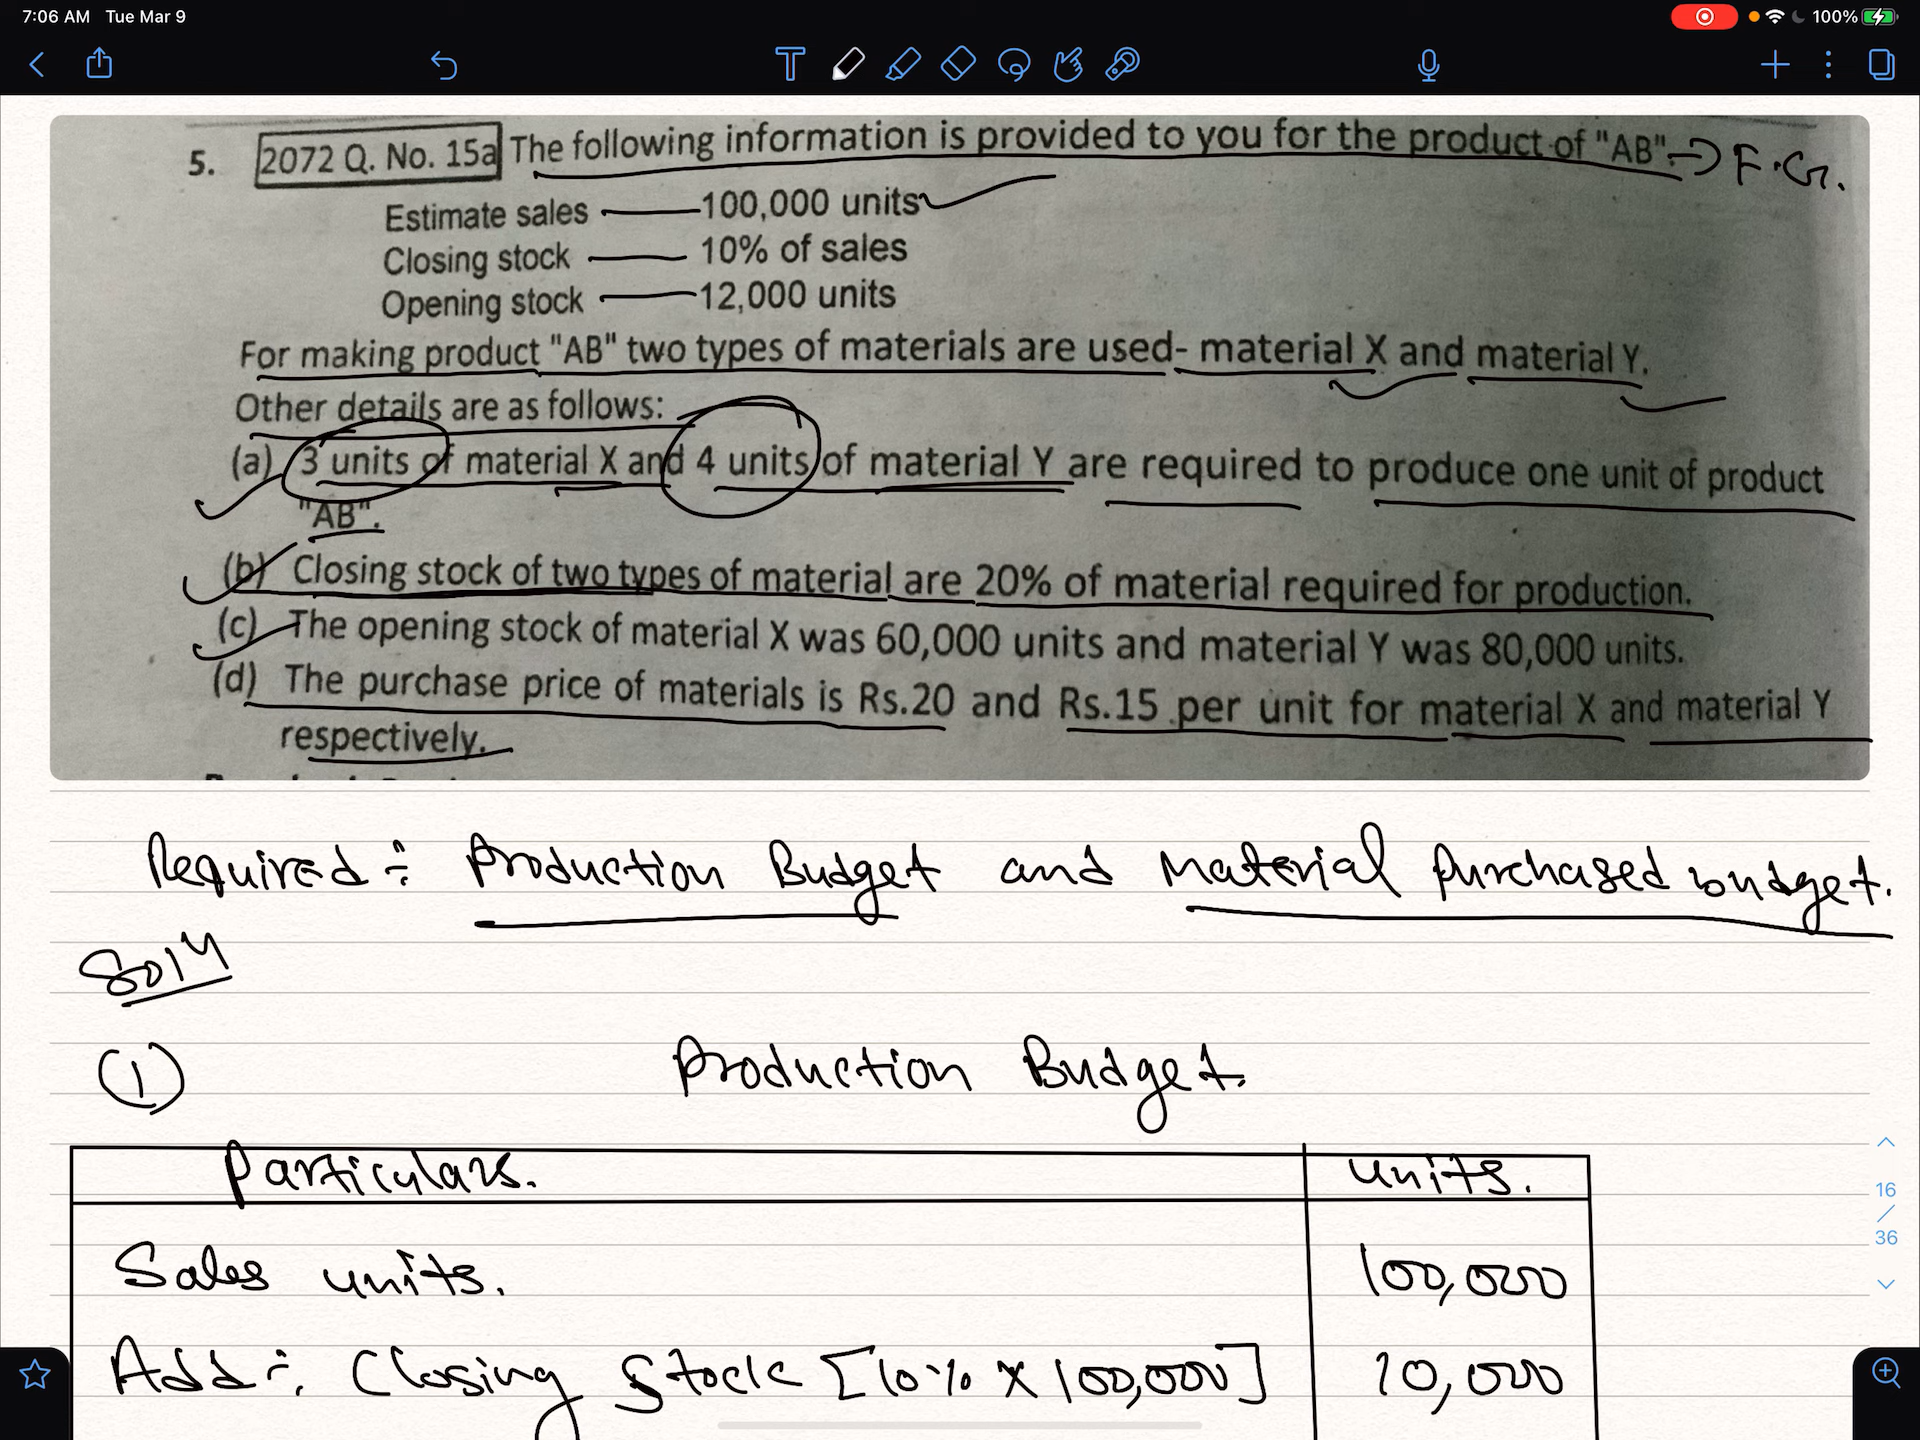 7:06 AM Tue Mar 9
100%
5. 2072 Q. No. 15a The following information is provided to you for the product of "AB". → F.G.
Estimate sales 100,000 units
Closing stock 10% of sales
Opening stock 12,000 units
For making product "AB" two types of materials are used- material X and material Y.
Other details are as follows:
(a) 3 units of material X and 4 units of material Y are required to produce one unit of product
"AB".
(b) Closing stock of two types of material are 20% of material required for production.
(c) The opening stock of material X was 60,000 units and material Y was 80,000 units.
(d) The purchase price of materials is Rs.20 and Rs.15 per unit for material X and material Y
respectively.
Required :- Production Budget and Material Purchased budget.
Soln
(1) Production Budget.
Particulars. units.
Sales units. 100,000
Add :- Closing Stock [10% × 100,000] 10,000
16
/
36